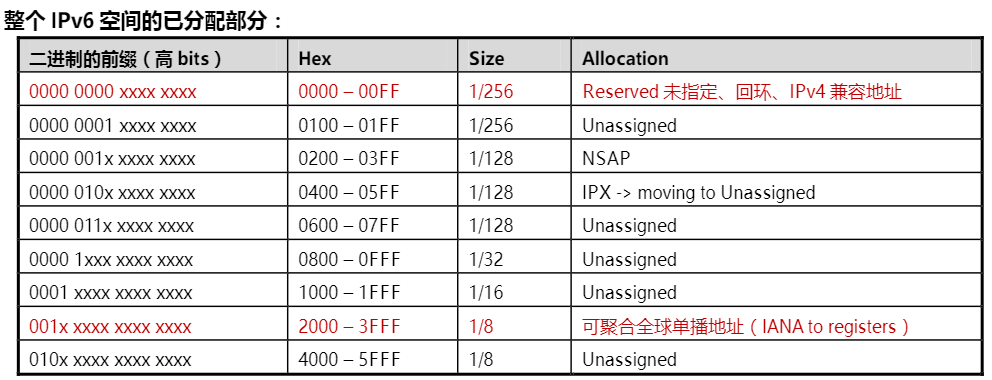 整个 IPv6 空间的已分配部分：
二进制的前缀（高 bits） Hex Size Allocation
0000 0000 xxxx xxxx 0000 – 00FF 1/256 Reserved 未指定、回环、IPv4 兼容地址
0000 0001 xxxx xxxx 0100 – 01FF 1/256 Unassigned
0000 001x xxxx xxxx 0200 – 03FF 1/128 NSAP
0000 010x xxxx xxxx 0400 – 05FF 1/128 IPX -> moving to Unassigned
0000 011x xxxx xxxx 0600 – 07FF 1/128 Unassigned
0000 1xxx xxxx xxxx 0800 – 0FFF 1/32 Unassigned
0001 xxxx xxxx xxxx 1000 – 1FFF 1/16 Unassigned
001x xxxx xxxx xxxx 2000 – 3FFF 1/8 可聚合全球单播地址（IANA to registers）
010x xxxx xxxx xxxx 4000 – 5FFF 1/8 Unassigned